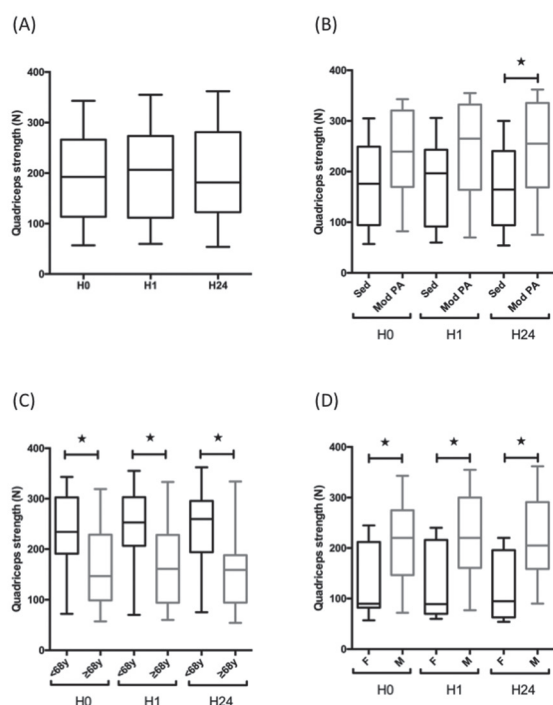 (A)
(B)
Quadriceps strength (N)
400
300
200
100
0
H0
H1
H24
Quadriceps strength (N)
400
300
200
100
0
★
Sed
Mod PA
Sed
Mod PA
Sed
Mod PA
H0
H1
H24
(C)
(D)
Quadriceps strength (N)
400
300
200
100
0
★
★
★
<68y
≥68y
<68y
≥68y
<68y
≥68y
H0
H1
H24
Quadriceps strength (N)
400
300
200
100
0
★
★
★
F
M
F
M
F
M
H0
H1
H24